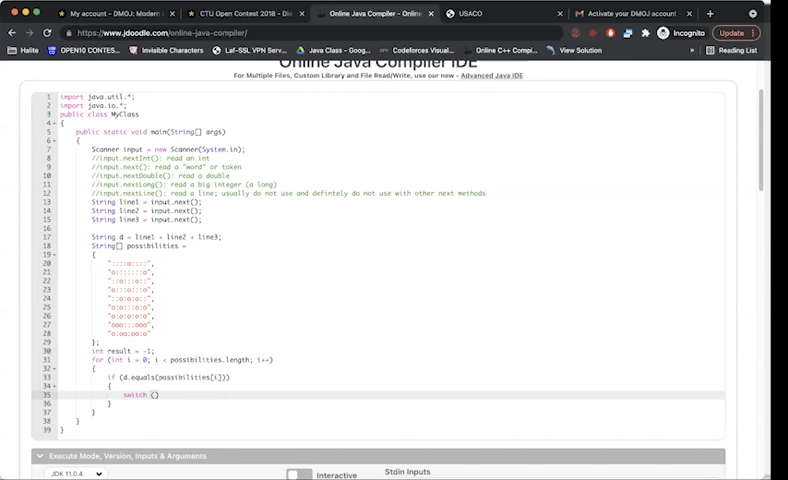 My account - DMOJ: Modern
CTU Open Contest 2018 - Die
Online Java Compiler - Online
USACO
Activate your DMOJ account
https://www.jdoodle.com/online-java-compiler/
Incognito
Update
Halite
OPEN10 CONTES...
Invisible Characters
Laf-SSL VPN Serv...
Java Class - Goog...
Codeforces Visual...
Online C++ Compi...
View Solution
»
Reading List
Online Java Compiler IDE
For Multiple Files, Custom Library and File Read/Write, use our new - Advanced Java IDE
1 import java.util.*;
2 import java.io.*;
3 public class MyClass
4 {
5 public static void main(String[] args)
6 {
7 Scanner input = new Scanner(System.in);
8 //input.nextInt(): read an int
9 //input.next(): read a "word" or token
10 //input.nextDouble(): read a double
11 //input.nextLong(): read a big integer (a long)
12 //input.nextLine(): read a line; usually do not use and defintely do not use with other next methods
13 String line1 = input.next();
14 String line2 = input.next();
15 String line3 = input.next();
16
17 String d = line1 + line2 + line3;
18 String[] possibilities =
19 {
20 "::::o::::",
21 "o:::::::o",
22
23
24
25
26
27 "ooo:::ooo",
28 "o:oo:oo:o"
29 };
30 int result = -1;
31 for (int i = 0; i < possibilities.length; i++)
32 {
33 if (d.equals(possibilities[i]))
34 {
35 switch ()
36 }
37 }
38 }
39 }
Execute Mode, Version, Inputs & Arguments
JDK 11.0.4
Interactive
Stdin Inputs